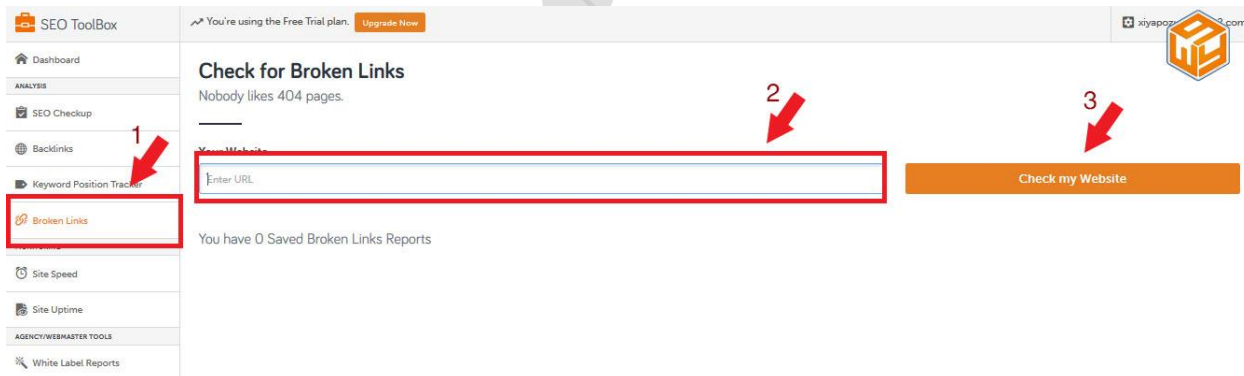 SEO ToolBox
You're using the Free Trial plan. Upgrade Now
Dashboard
ANALYSIS
SEO Checkup
Backlinks
Keyword Position Tracker
Broken Links
Site Speed
Site Uptime
AGENCY/WEBMASTER TOOLS
White Label Reports
Check for Broken Links
Nobody likes 404 pages.
1
2
3
Your Website
Enter URL
Check my Website
You have 0 Saved Broken Links Reports